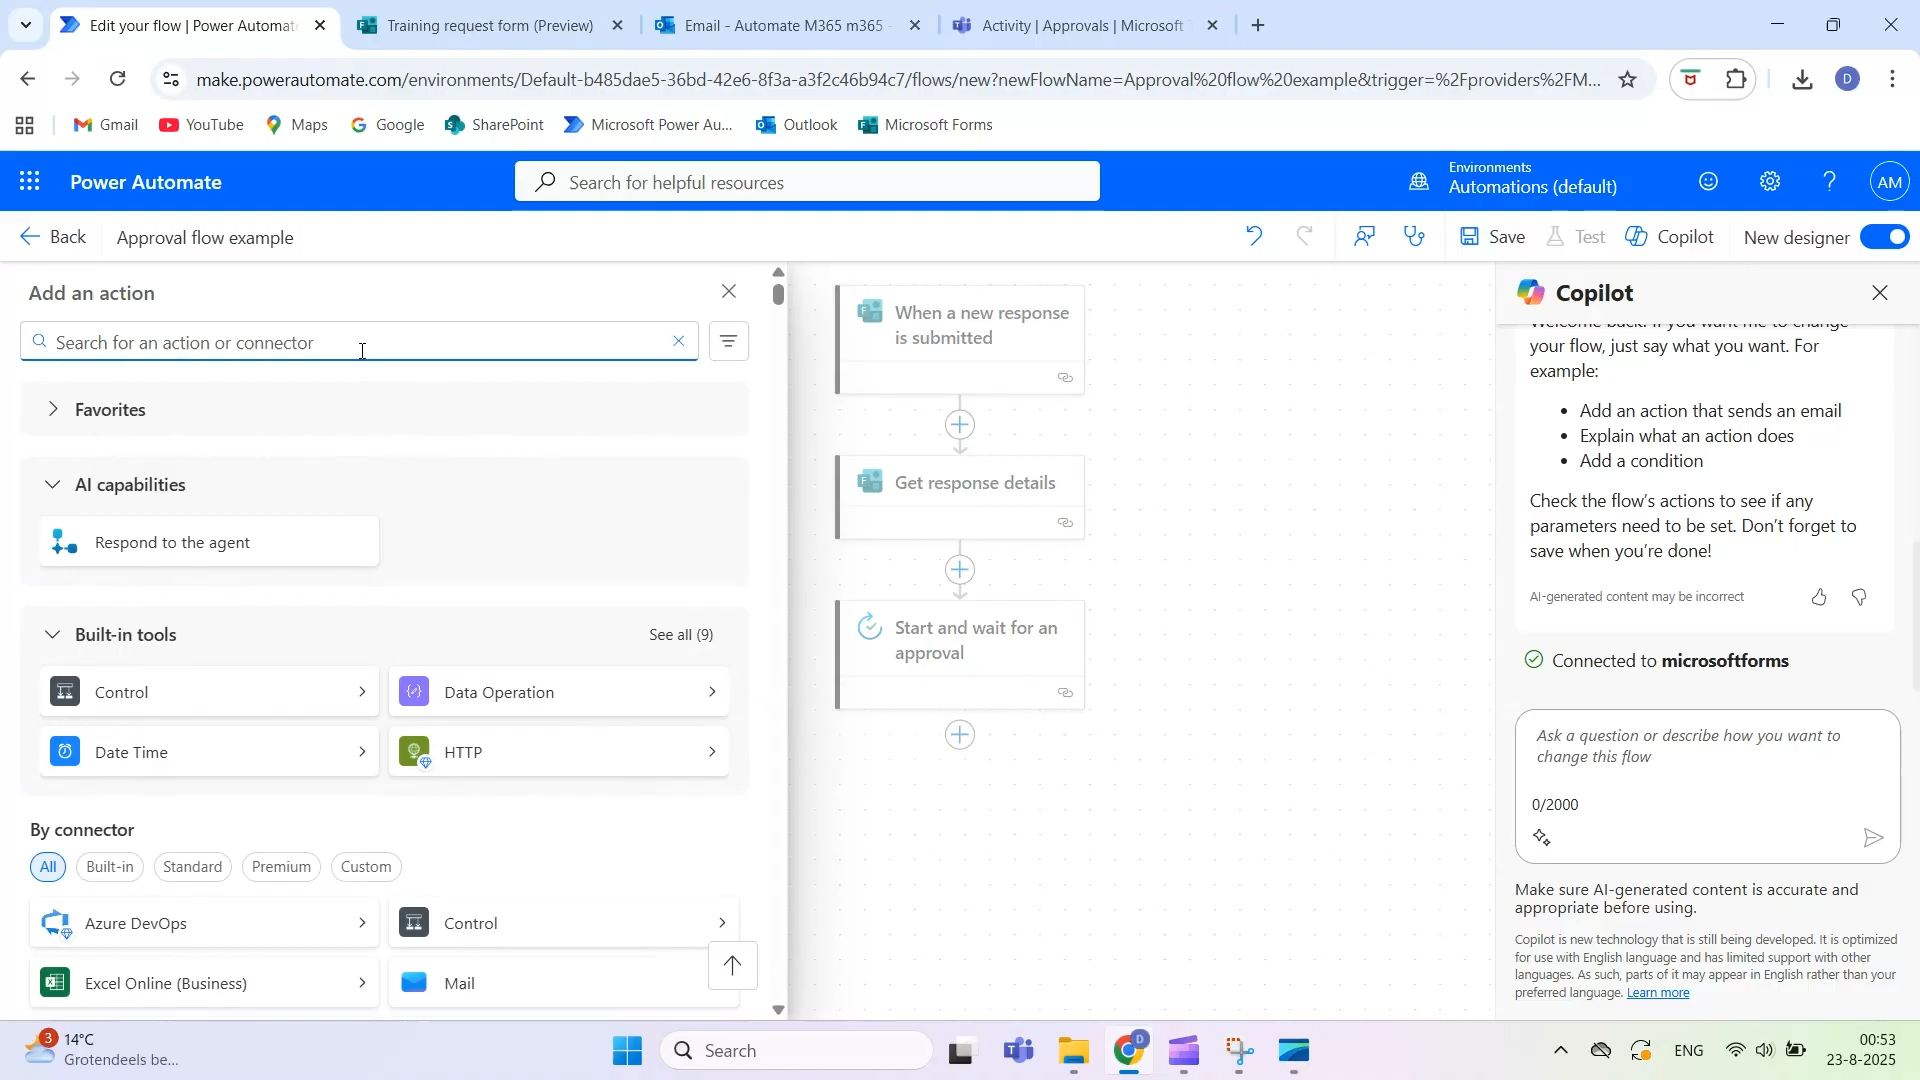 Edit your flow | Power Automat
Training request form (Preview)
Email - Automate M365 m365 -
Activity | Approvals | Microsoft
make.powerautomate.com/environments/Default-b485dae5-36bd-42e6-8f3a-a3f2c46b94c7/flows/new?newFlowName=Approval%20flow%20example&trigger=%2Fproviders%2FM...
D
Gmail
YouTube
Maps
Google
SharePoint
Microsoft Power Au...
Outlook
Microsoft Forms
Power Automate
Search for helpful resources
Environments
Automations (default)
AM
Back
Approval flow example
Save
Test
Copilot
New designer
Add an action
Search for an action or connector
Favorites
AI capabilities
Respond to the agent
Built-in tools
See all (9)
Control
Data Operation
Date Time
HTTP
By connector
All
Built-in
Standard
Premium
Custom
Azure DevOps
Control
Excel Online (Business)
Mail
When a new response
is submitted
Get response details
Start and wait for an
approval
Copilot
Welcome back! If you want me to change
your flow, just say what you want. For
example:
• Add an action that sends an email
• Explain what an action does
• Add a condition
Check the flow's actions to see if any
parameters need to be set. Don't forget to
save when you're done!
AI-generated content may be incorrect
Connected to microsoftforms
Ask a question or describe how you want to
change this flow
0/2000
Make sure AI-generated content is accurate and
appropriate before using.
Copilot is new technology that is still being developed. It is optimized
for use with English language and has limited support with other
languages. As such, parts of it may appear in English rather than your
preferred language. Learn more
3
14°C
Grotendeels be...
Search
D
ENG
00:53
23-8-2025